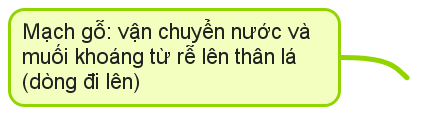 Mạch gỗ: vận chuyển nước và
muối khoáng từ rễ lên thân lá
(dòng đi lên)